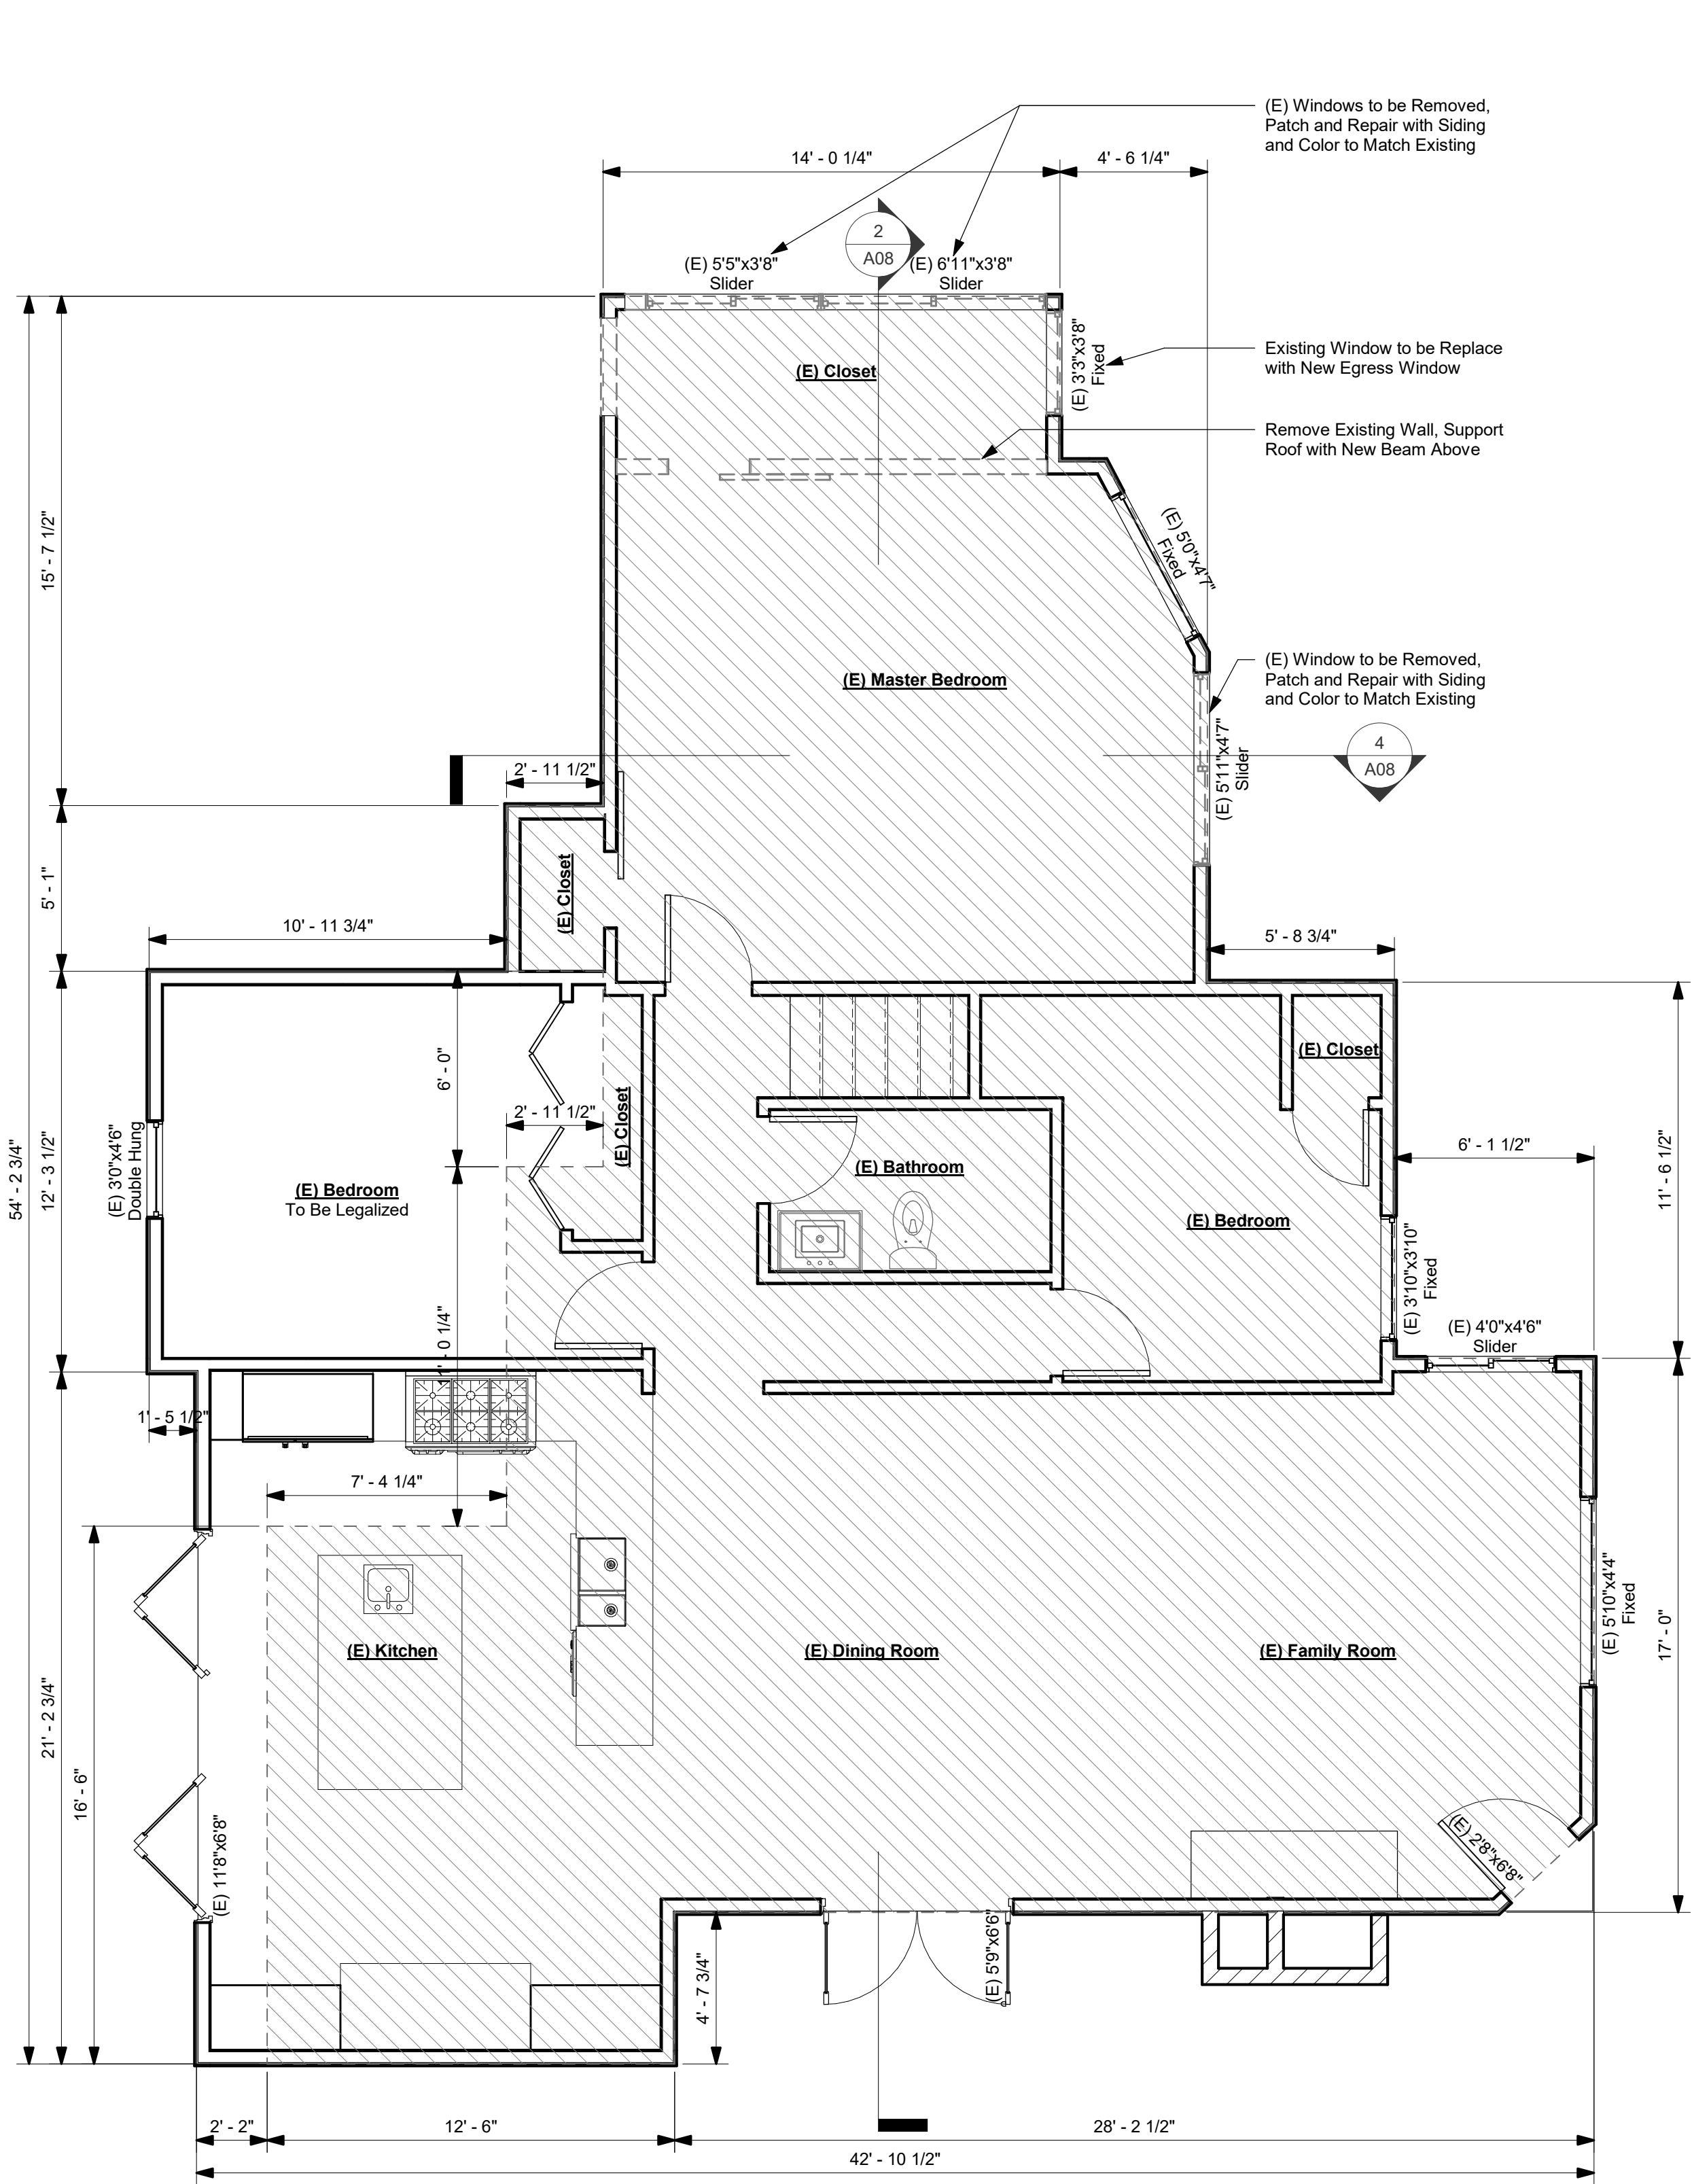 (E) Windows to be Removed,
Patch and Repair with Siding
and Color to Match Existing
14' - 0 1/4"
4' - 6 1/4"
2
A08
(E) 5'5"x3'8"
Slider
(E) 6'11"x3'8"
Slider
(E) 3'3"x3'8"
Fixed
Existing Window to be Replace
with New Egress Window
(E) Closet
Remove Existing Wall, Support
Roof with New Beam Above
15' - 7 1/2"
(E) 5'0"x4'7"
Fixed
(E) Master Bedroom
(E) Window to be Removed,
Patch and Repair with Siding
and Color to Match Existing
(E) 5'11"x4'7"
Slider
4
A08
2' - 11 1/2"
5' - 1"
(E) Closet
10' - 11 3/4"
5' - 8 3/4"
6' - 0"
(E) Closet
(E) Closet
2' - 11 1/2"
54' - 2 3/4"
12' - 3 1/2"
(E) 3'0"x4'6"
Double Hung
(E) Bedroom
To Be Legalized
(E) Bathroom
(E) Bedroom
6' - 1 1/2"
11' - 6 1/2"
(E) 3'10"x3'10"
Fixed
(E) 4'0"x4'6"
Slider
11' - 0 1/4"
1' - 5 1/2"
7' - 4 1/4"
(E) 5'10"x4'4"
Fixed
17' - 0"
21' - 2 3/4"
16' - 6"
(E) Kitchen
(E) Dining Room
(E) Family Room
(E) 11'8"x6'8"
(E) 2'8"x6'8"
(E) 5'9"x6'6"
4' - 7 3/4"
2' - 2"
12' - 6"
28' - 2 1/2"
42' - 10 1/2"